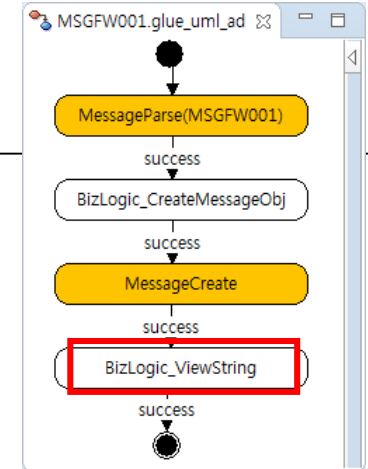 MSGFW001.glue_uml_ad
MessageParse(MSGFW001)
success
BizLogic_CreateMessageObj
success
MessageCreate
success
BizLogic_ViewString
success